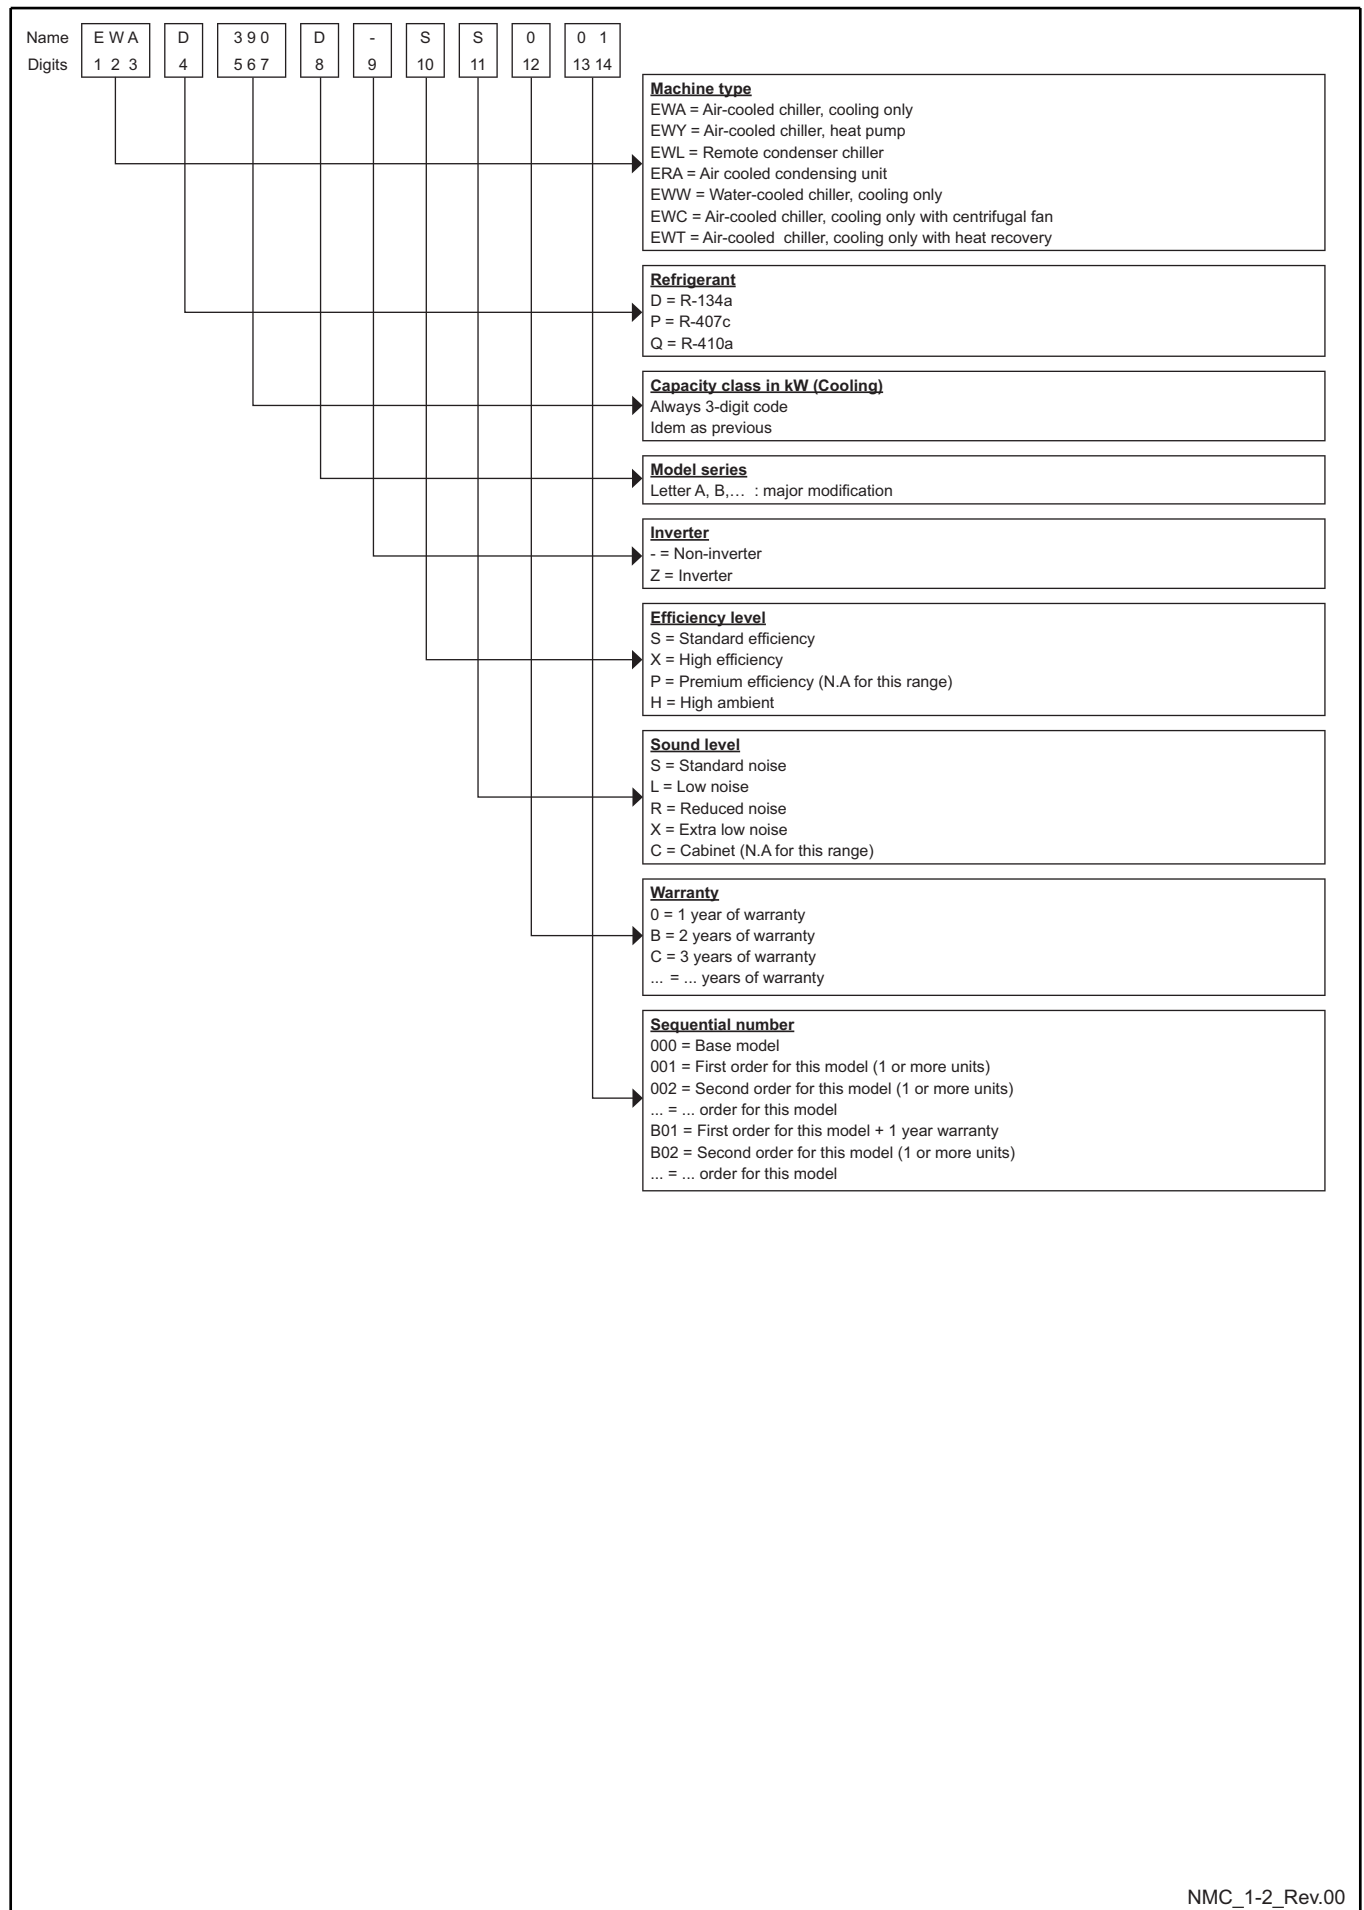 Name E W A D 3 9 0 D - S S 0 0 1
Digits 1 2 3 4 5 6 7 8 9 10 11 12 13 14
Machine type
EWA = Air-cooled chiller, cooling only
EWY = Air-cooled chiller, heat pump
EWL = Remote condenser chiller
ERA = Air cooled condensing unit
EWW = Water-cooled chiller, cooling only
EWC = Air-cooled chiller, cooling only with centrifugal fan
EWT = Air-cooled chiller, cooling only with heat recovery
Refrigerant
D = R-134a
P = R-407c
Q = R-410a
Capacity class in kW (Cooling)
Always 3-digit code
Idem as previous
Model series
Letter A, B,… : major modification
Inverter
- = Non-inverter
Z = Inverter
Efficiency level
S = Standard efficiency
X = High efficiency
P = Premium efficiency (N.A for this range)
H = High ambient
Sound level
S = Standard noise
L = Low noise
R = Reduced noise
X = Extra low noise
C = Cabinet (N.A for this range)
Warranty
0 = 1 year of warranty
B = 2 years of warranty
C = 3 years of warranty
... = ... years of warranty
Sequential number
000 = Base model
001 = First order for this model (1 or more units)
002 = Second order for this model (1 or more units)
... = ... order for this model
B01 = First order for this model + 1 year warranty
B02 = Second order for this model (1 or more units)
... = ... order for this model
NMC_1-2_Rev.00